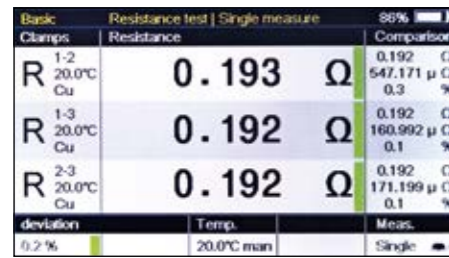 Basic Resistance test | Single measure 86%
Clamps Resistance Comparison
R 1-2 20.0°C Cu 0.193 Ω 0.192 547.171 µ 0.3
R 1-3 20.0°C Cu 0.192 Ω 0.192 160.992 µ 0.1
R 2-3 20.0°C Cu 0.192 Ω 0.192 171.199 µ 0.1
deviation Temp. Meas.
0.2 % 20.0°C man Single